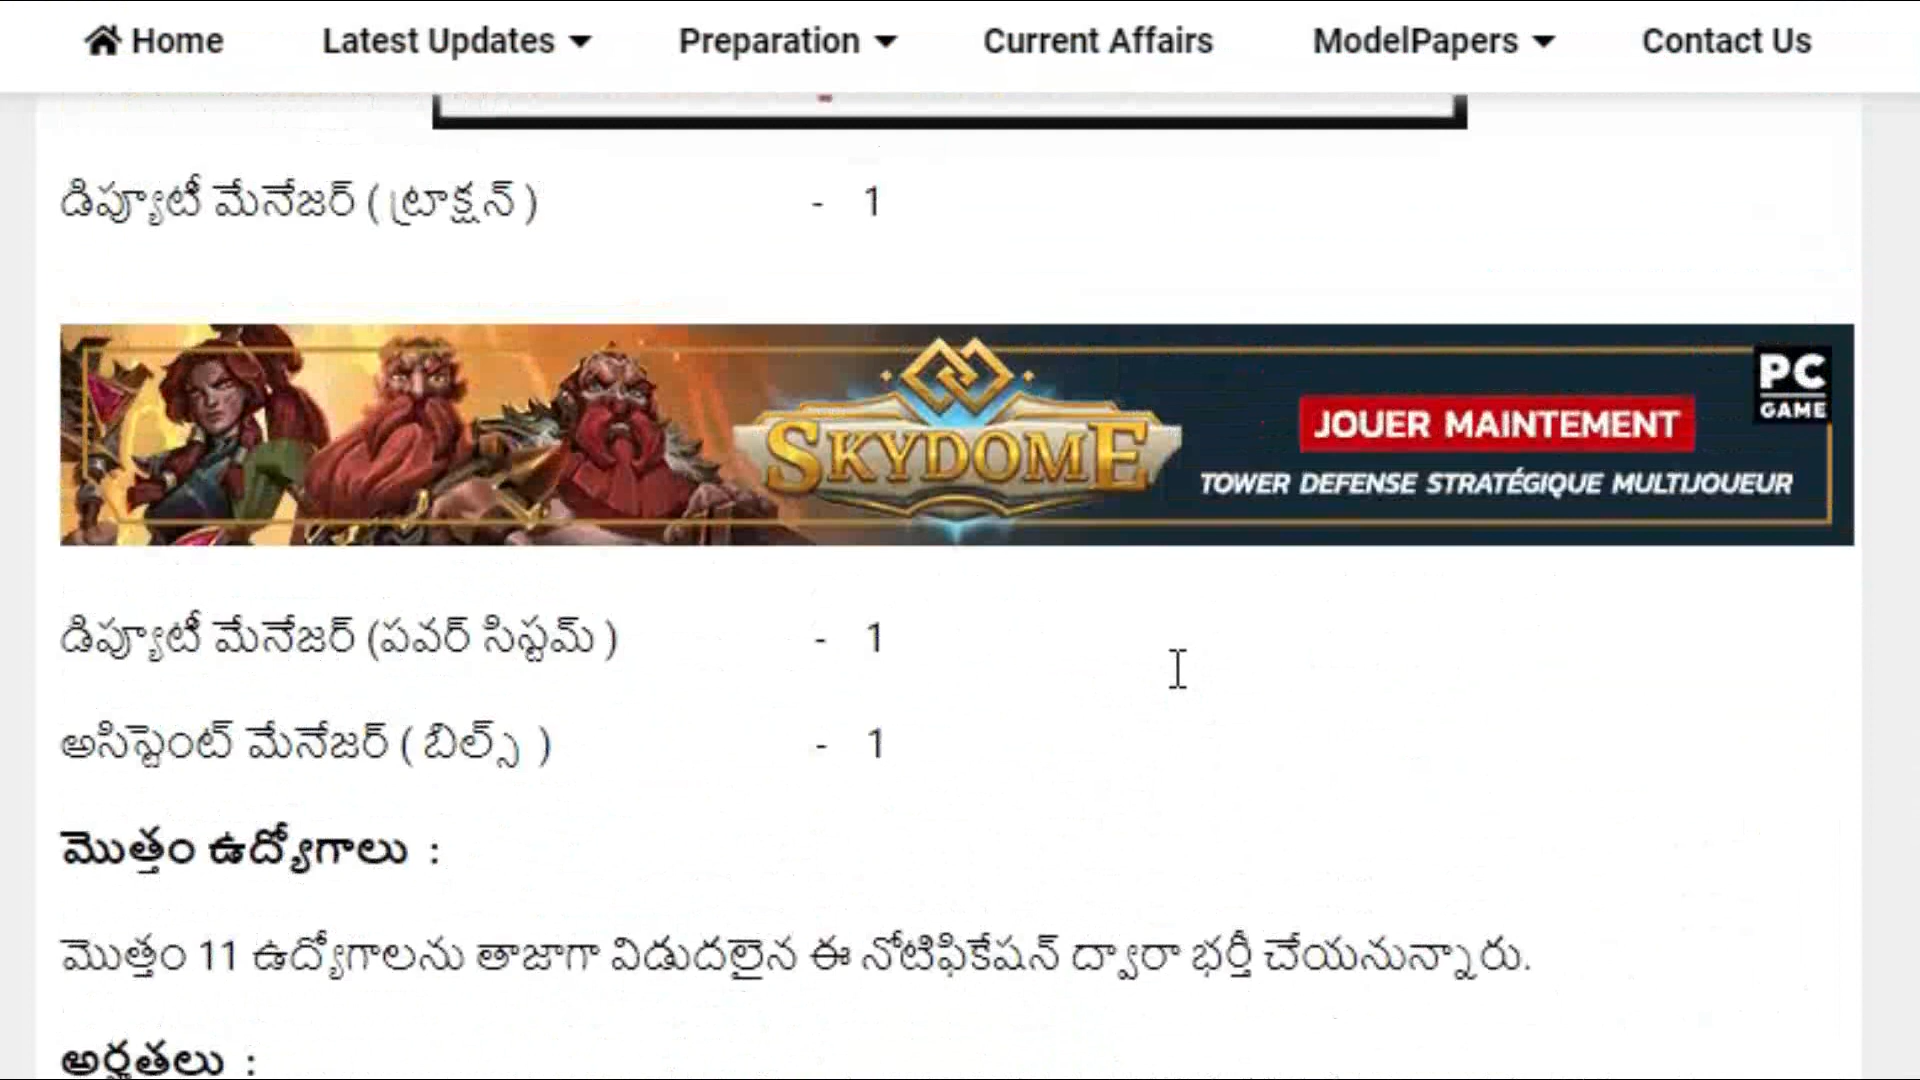 Home Latest Updates Preparation Current Affairs ModelPapers Contact Us
డిప్యూటీ మేనేజర్ ( ట్రాక్షన్ ) - 1
SKYDOME
JOUER MAINTEMENT
TOWER DEFENSE STRATÉGIQUE MULTIJOUEUR
PC
GAME
డిప్యూటీ మేనేజర్ (పవర్ సిస్టమ్ ) - 1
అసిస్టెంట్ మేనేజర్ ( బిల్స్ ) - 1
మొత్తం ఉద్యోగాలు :
మొత్తం 11 ఉద్యోగాలను తాజాగా విడుదలైన ఈ నోటిఫికేషన్ ద్వారా భర్తీ చేయనున్నారు.
అర్హతలు :